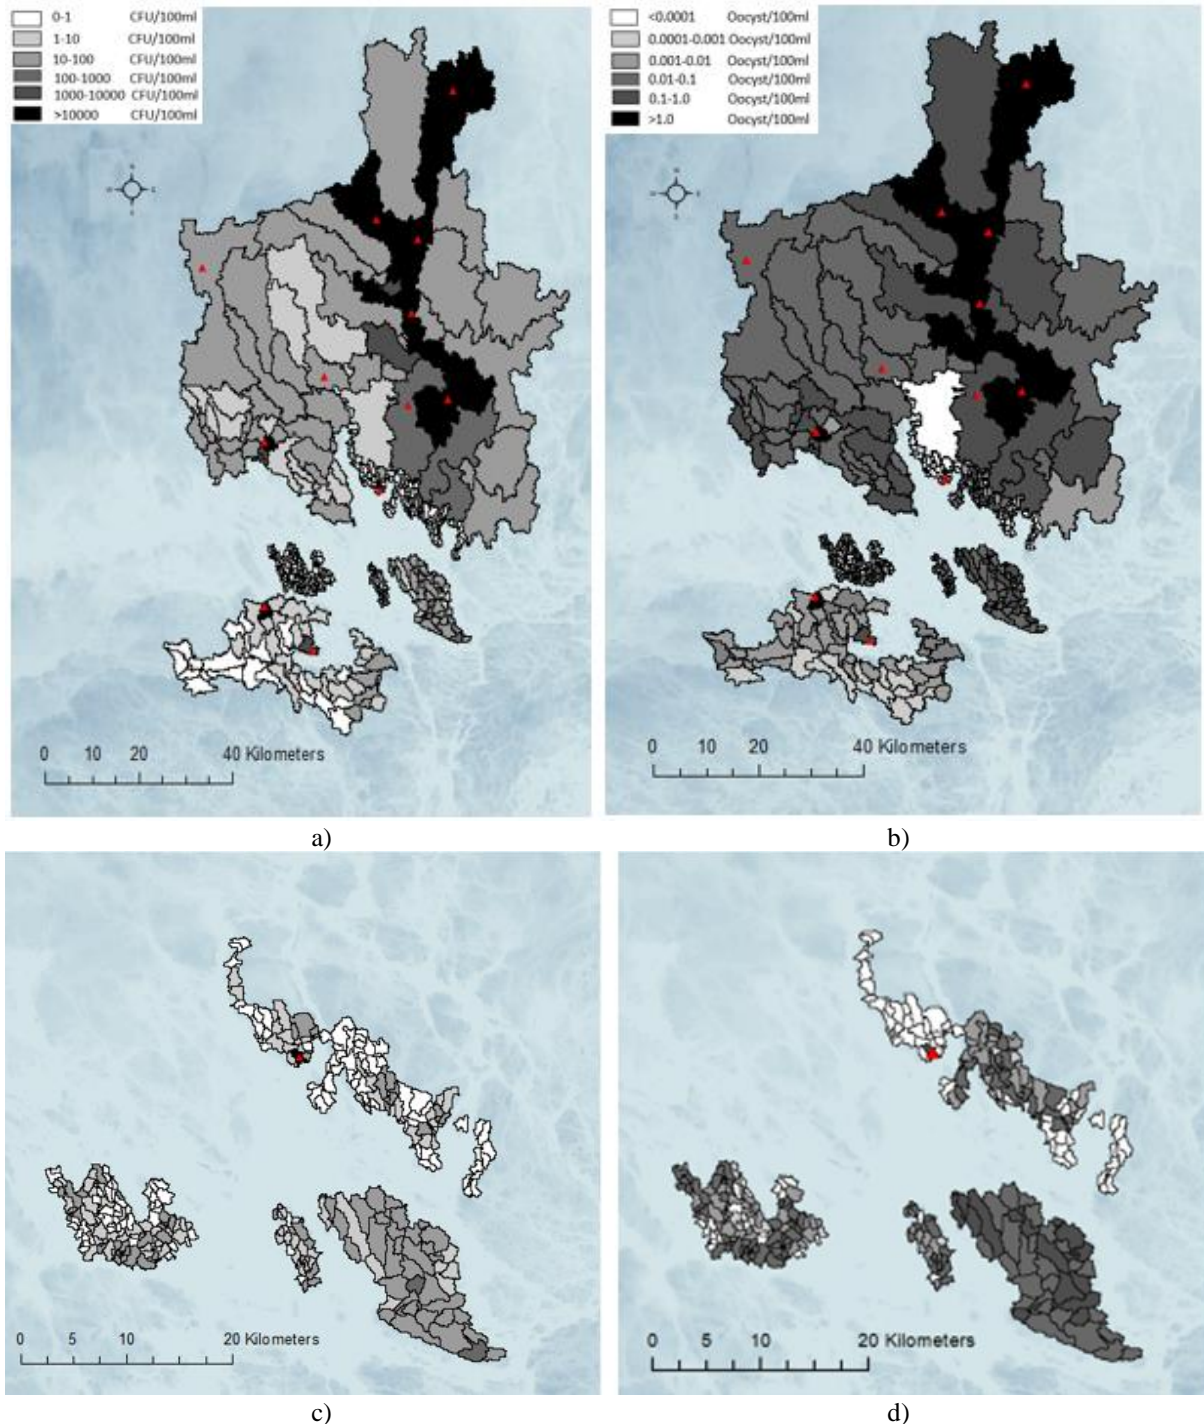 0-1 CFU/100ml
1-10 CFU/100ml
10-100 CFU/100ml
100-1000 CFU/100ml
1000-10000 CFU/100ml
>10000 CFU/100ml
<0.0001 Oocyst/100ml
0.0001-0.001 Oocyst/100ml
0.001-0.01 Oocyst/100ml
0.01-0.1 Oocyst/100ml
0.1-1.0 Oocyst/100ml
>1.0 Oocyst/100ml
0 10 20 40 Kilometers
0 10 20 40 Kilometers
a)
b)
0 5 10 20 Kilometers
0 5 10 20 Kilometers
c)
d)